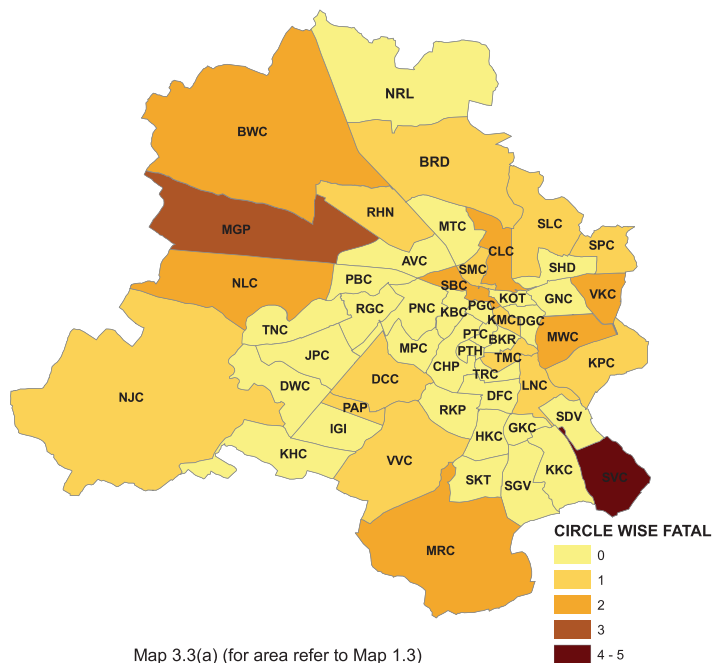 NRL
BWC
BRD
RHN
MTC
SLC
MGP
CLC
SPC
AVC
SMC
SHD
NLC
PBC
SBC
VKC
PGC
KOT
GNC
RGC
PNC
KBC
KMC
DGC
TNC
PTC
BKR
MWC
JPC
MPC
PTH
TMC
CHP
TRC
KPC
DCC
LNC
DWC
NJC
DFC
PAP
RKP
SDV
IGI
GKC
HKC
KHC
VVC
KKC
SKT
SGV
SVC
MRC
CIRCLE WISE FATAL
0
1
2
3
4 - 5
Map 3.3(a) (for area refer to Map 1.3)